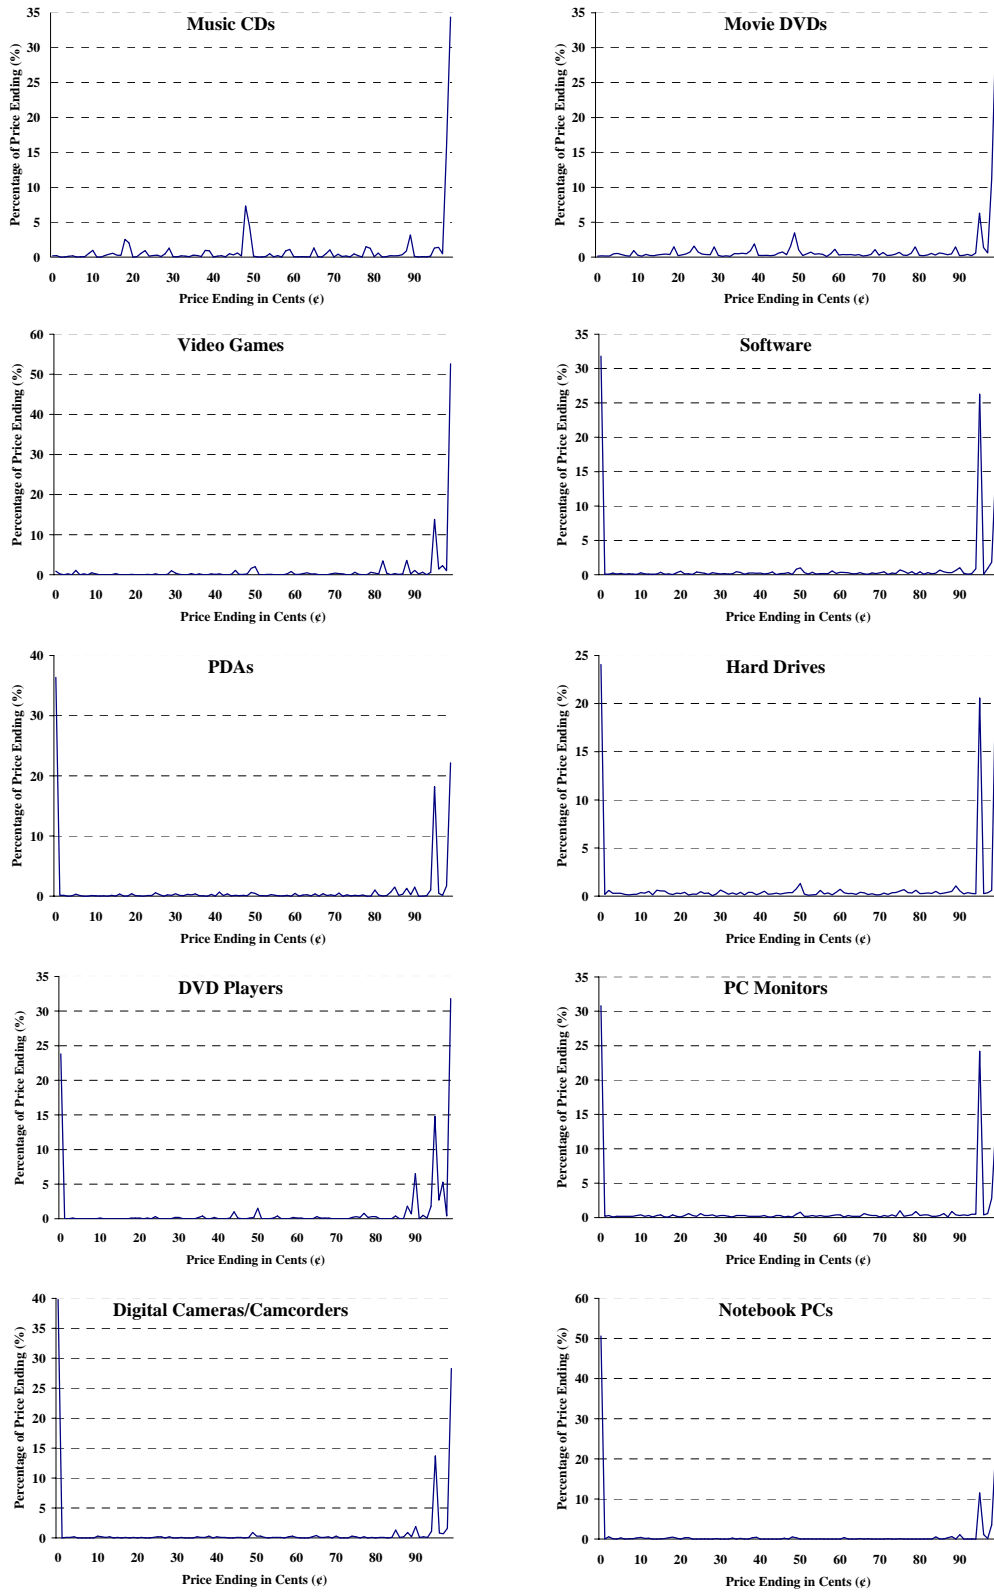 Music CDs
Percentage of Price Ending (%)
35
30
25
20
15
10
5
0
0 10 20 30 40 50 60 70 80 90
Price Ending in Cents (¢)
Movie DVDs
Percentage of Price Ending (%)
35
30
25
20
15
10
5
0
0 10 20 30 40 50 60 70 80 90
Price Ending in Cents (¢)
Video Games
Percentage of Price Ending (%)
60
50
40
30
20
10
0
0 10 20 30 40 50 60 70 80 90
Price Ending in Cents (¢)
Software
Percentage of Price Ending (%)
35
30
25
20
15
10
5
0
0 10 20 30 40 50 60 70 80 90
Price Ending in Cents (¢)
PDAs
Percentage of Price Ending (%)
40
30
20
10
0
0 10 20 30 40 50 60 70 80 90
Price Ending in Cents (¢)
Hard Drives
Percentage of Price Ending (%)
25
20
15
10
5
0
0 10 20 30 40 50 60 70 80 90
Price Ending in Cents (¢)
DVD Players
Percentage of Price Ending (%)
35
30
25
20
15
10
5
0
0 10 20 30 40 50 60 70 80 90
Price Ending in Cents (¢)
PC Monitors
Percentage of Price Ending (%)
35
30
25
20
15
10
5
0
0 10 20 30 40 50 60 70 80 90
Price Ending in Cents (¢)
Digital Cameras/Camcorders
Percentage of Price Ending (%)
40
35
30
25
20
15
10
5
0
0 10 20 30 40 50 60 70 80 90
Price Ending in Cents (¢)
Notebook PCs
Percentage of Price Ending (%)
60
50
40
30
20
10
0
0 10 20 30 40 50 60 70 80 90
Price Ending in Cents (¢)